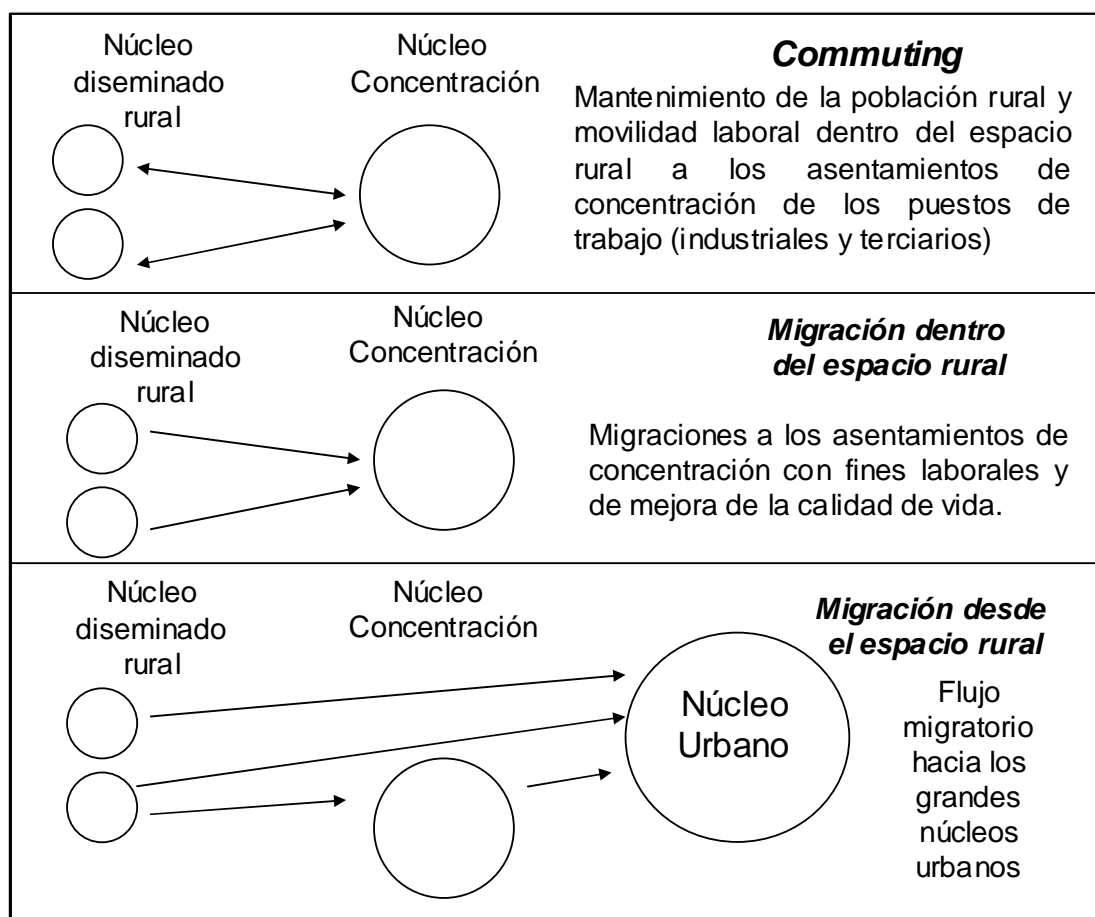 Núcleo
diseminado
rural
Núcleo
Concentración
Commuting
Mantenimiento de la población rural y
movilidad laboral dentro del espacio
rural a los asentamientos de
concentración de los puestos de
trabajo (industriales y terciarios)
Núcleo
diseminado
rural
Núcleo
Concentración
Migración dentro
del espacio rural
Migraciones a los asentamientos de
concentración con fines laborales y
de mejora de la calidad de vida.
Núcleo
diseminado
rural
Núcleo
Concentración
Núcleo
Urbano
Migración desde
el espacio rural
Flujo
migratorio
hacia los
grandes
núcleos
urbanos